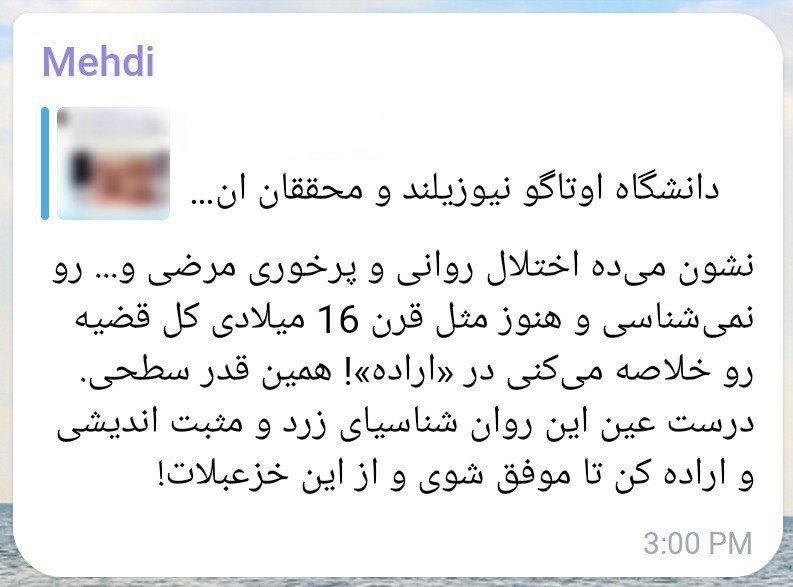 Mehdi
دانشگاه اوتاگو نیوزیلند و محققان ان...
نشون می‌ده اختلال روانی و پرخوری مرضی و... رو
نمی‌شناسی و هنوز مثل قرن 16 میلادی کل قضیه
رو خلاصه می‌کنی در «اراده»! همین قدر سطحی.
درست عین این روان شناسیای زرد و مثبت اندیشی
و اراده کن تا موفق شوی و از این خزعبلات!
3:00 PM